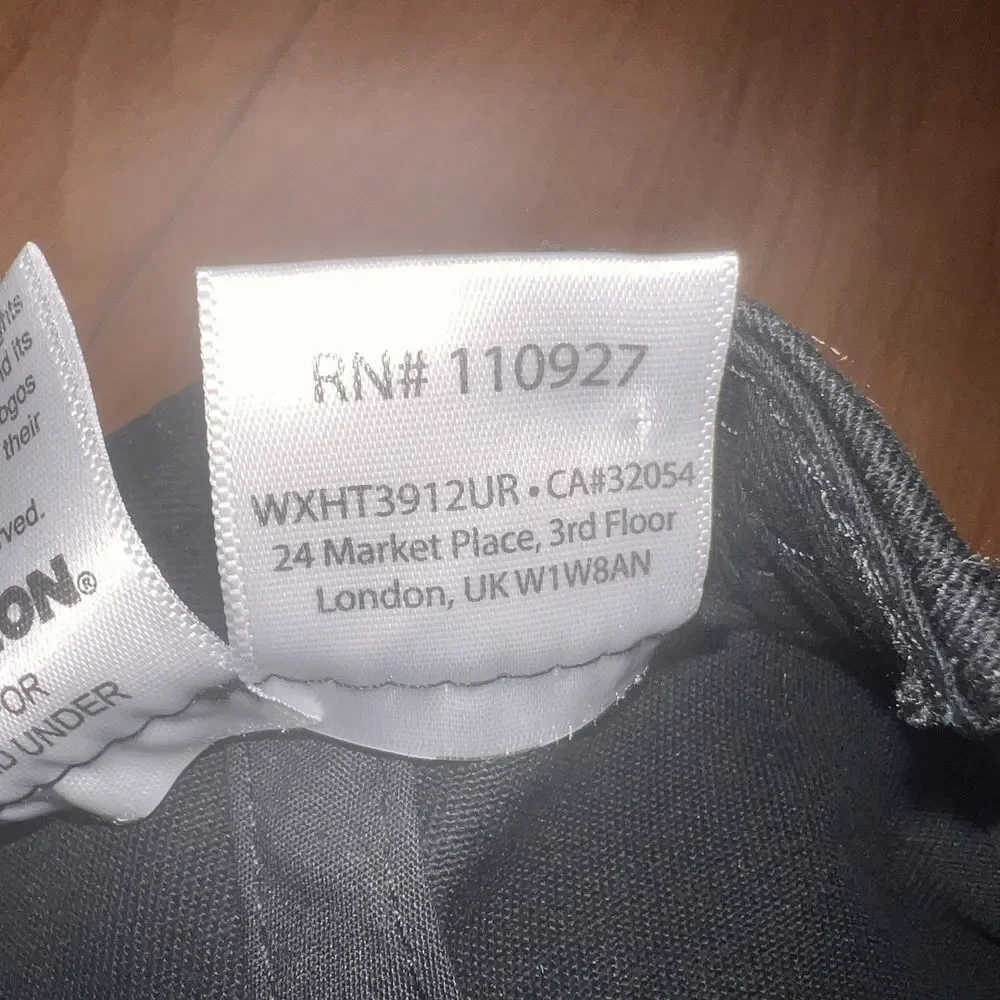 ghts
nd its
ogos
their
rved.
ON®
OR
D UNDER
RN# 110927
WXHT3912UR • CA#32054
24 Market Place, 3rd Floor
London, UK W1W8AN